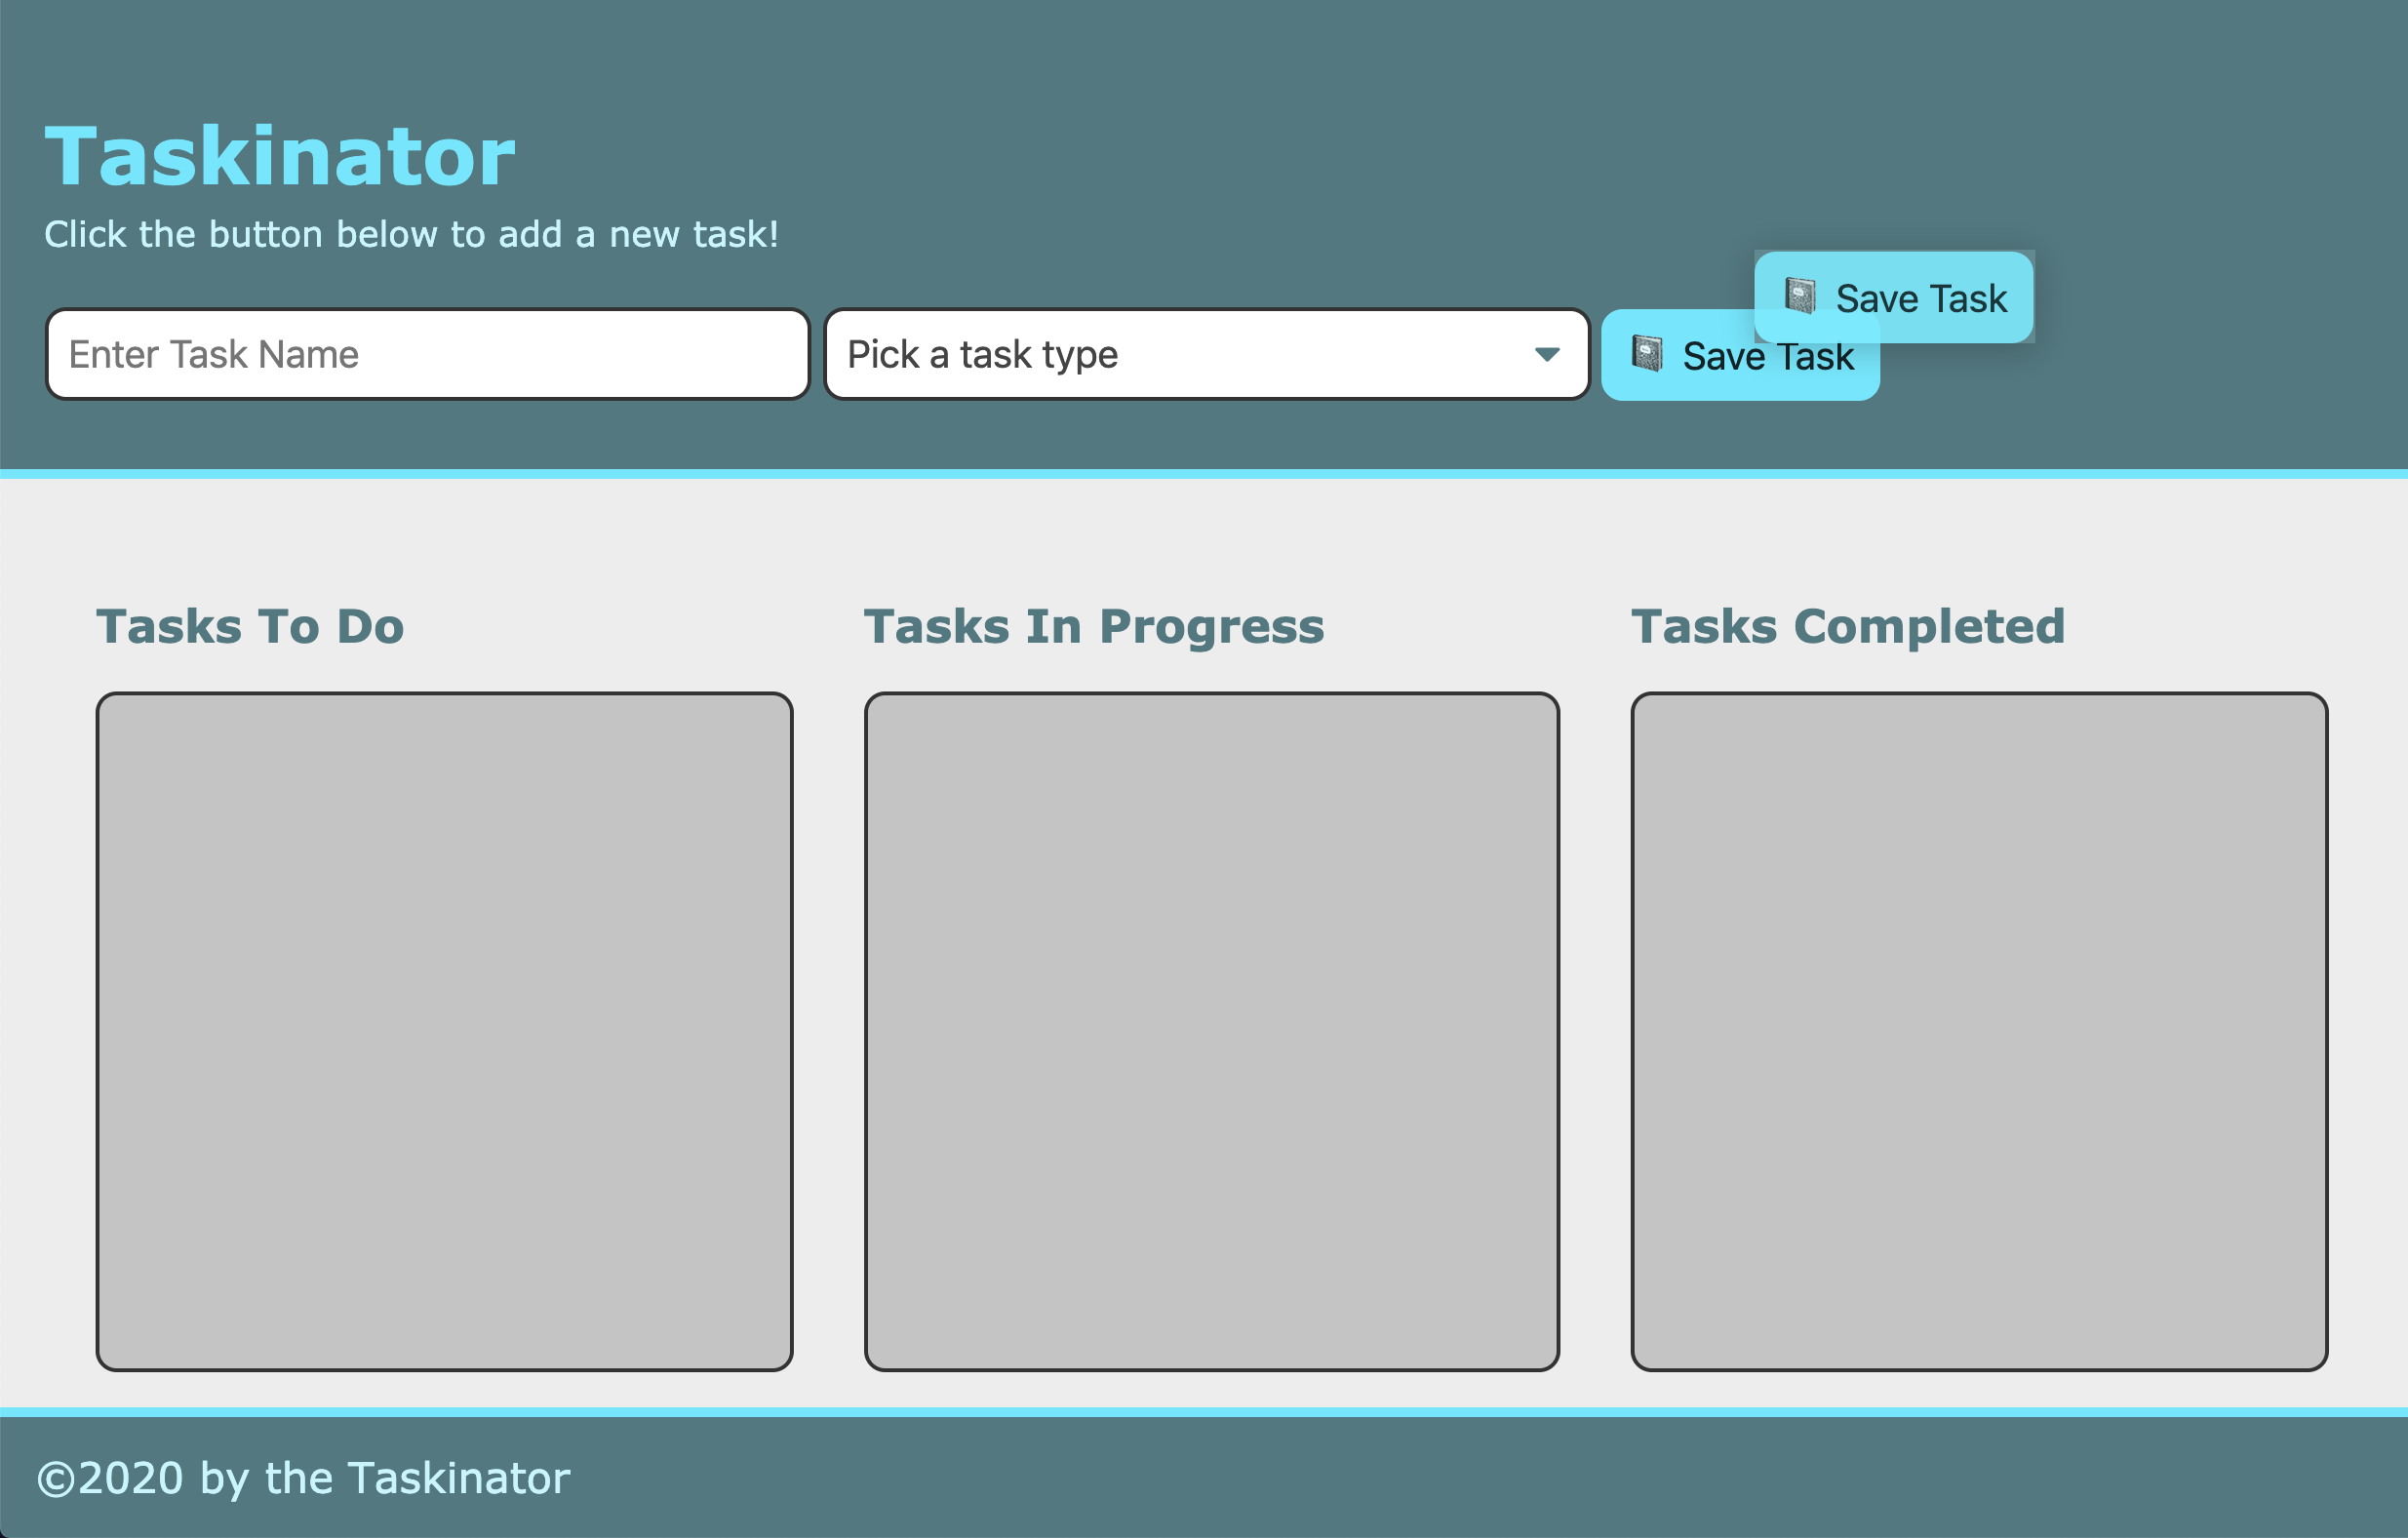 Taskinator
Click the button below to add a new task!
Save Task
Enter Task Name
Pick a task type
Save Task
Tasks To Do
Tasks In Progress
Tasks Completed
©2020 by the Taskinator